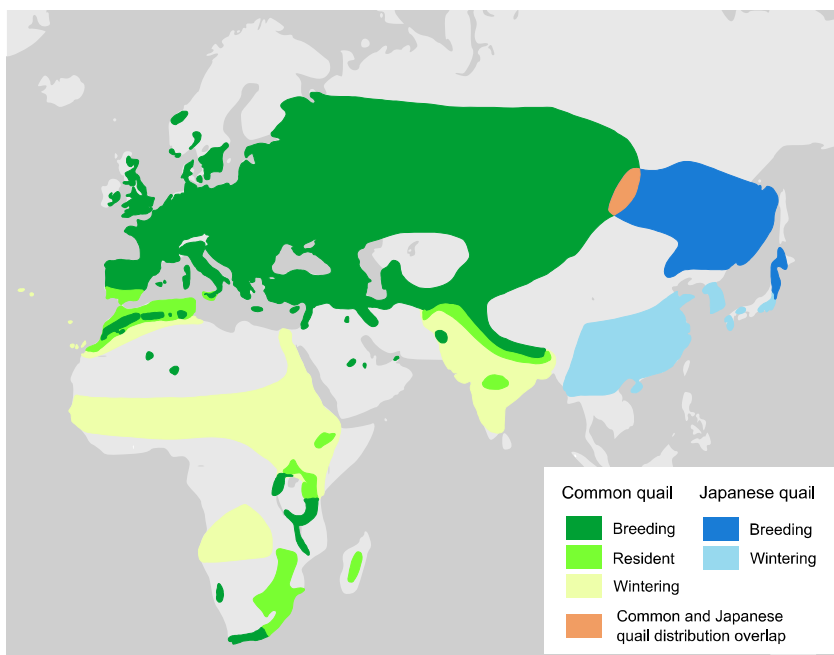 Common quail Japanese quail
Breeding Breeding
Resident Wintering
Wintering
Common and Japanese
quail distribution overlap